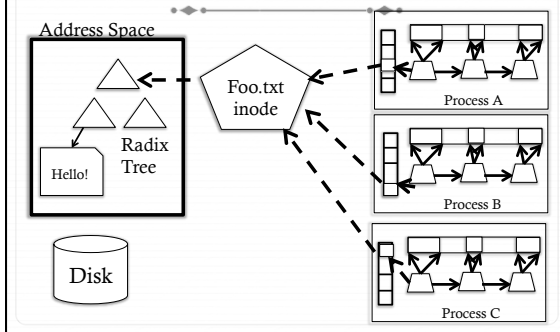 Address Space
Foo.txt
inode
Radix
Tree
Hello!
Disk
Process A
Process B
Process C